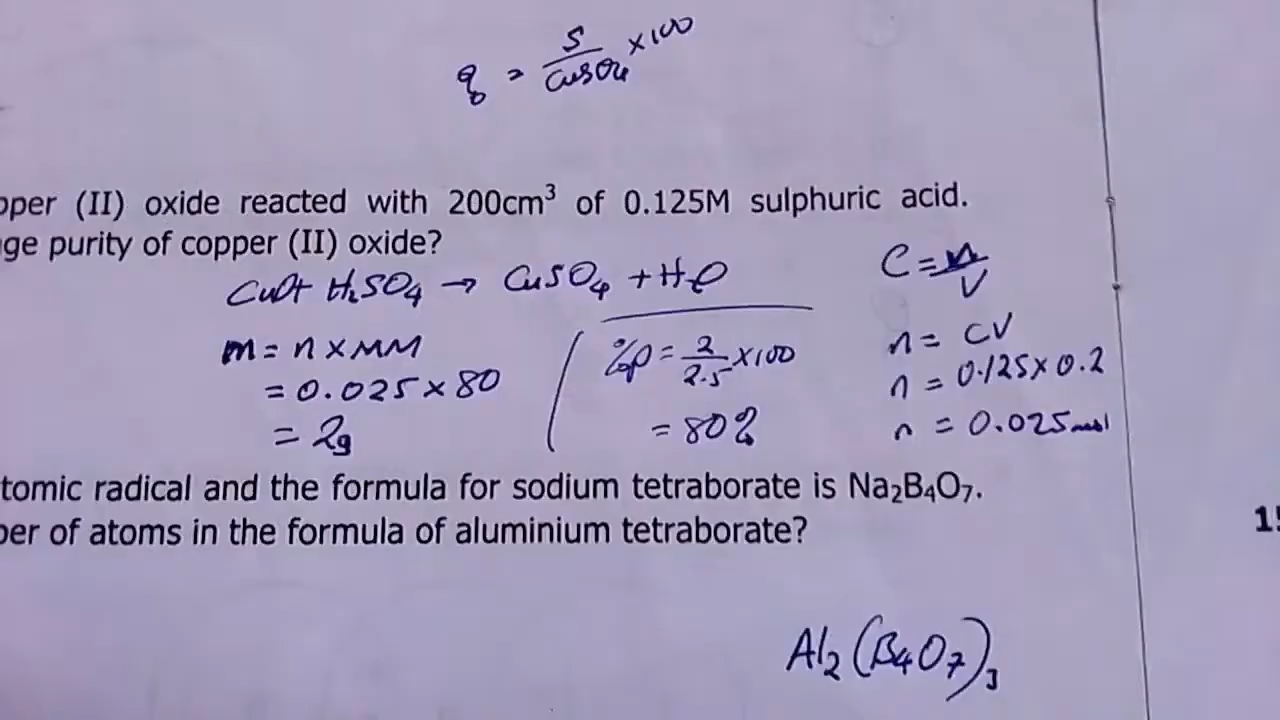 % = S/CuSO4 ×100
pper (II) oxide reacted with 200cm³ of 0.125M sulphuric acid.
ge purity of copper (II) oxide?
CuO+ H₂SO₄ → CuSO₄ + H₂O
m = n × MM
= 0.025 × 80
= 2g
%p = 2/2.5 ×100
= 80%
C = n/V
n = CV
n = 0.125 × 0.2
n = 0.025mol
tomic radical and the formula for sodium tetraborate is Na₂B₄O₇.
ber of atoms in the formula of aluminium tetraborate?
Al₂(B₄O₇)₃